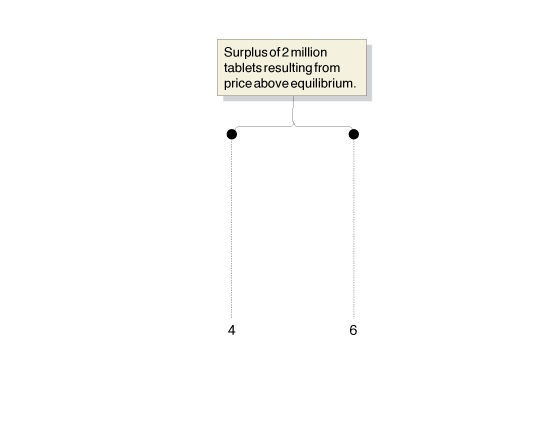 Surplus of 2 million
tablets resulting from
price above equilibrium.
4 6